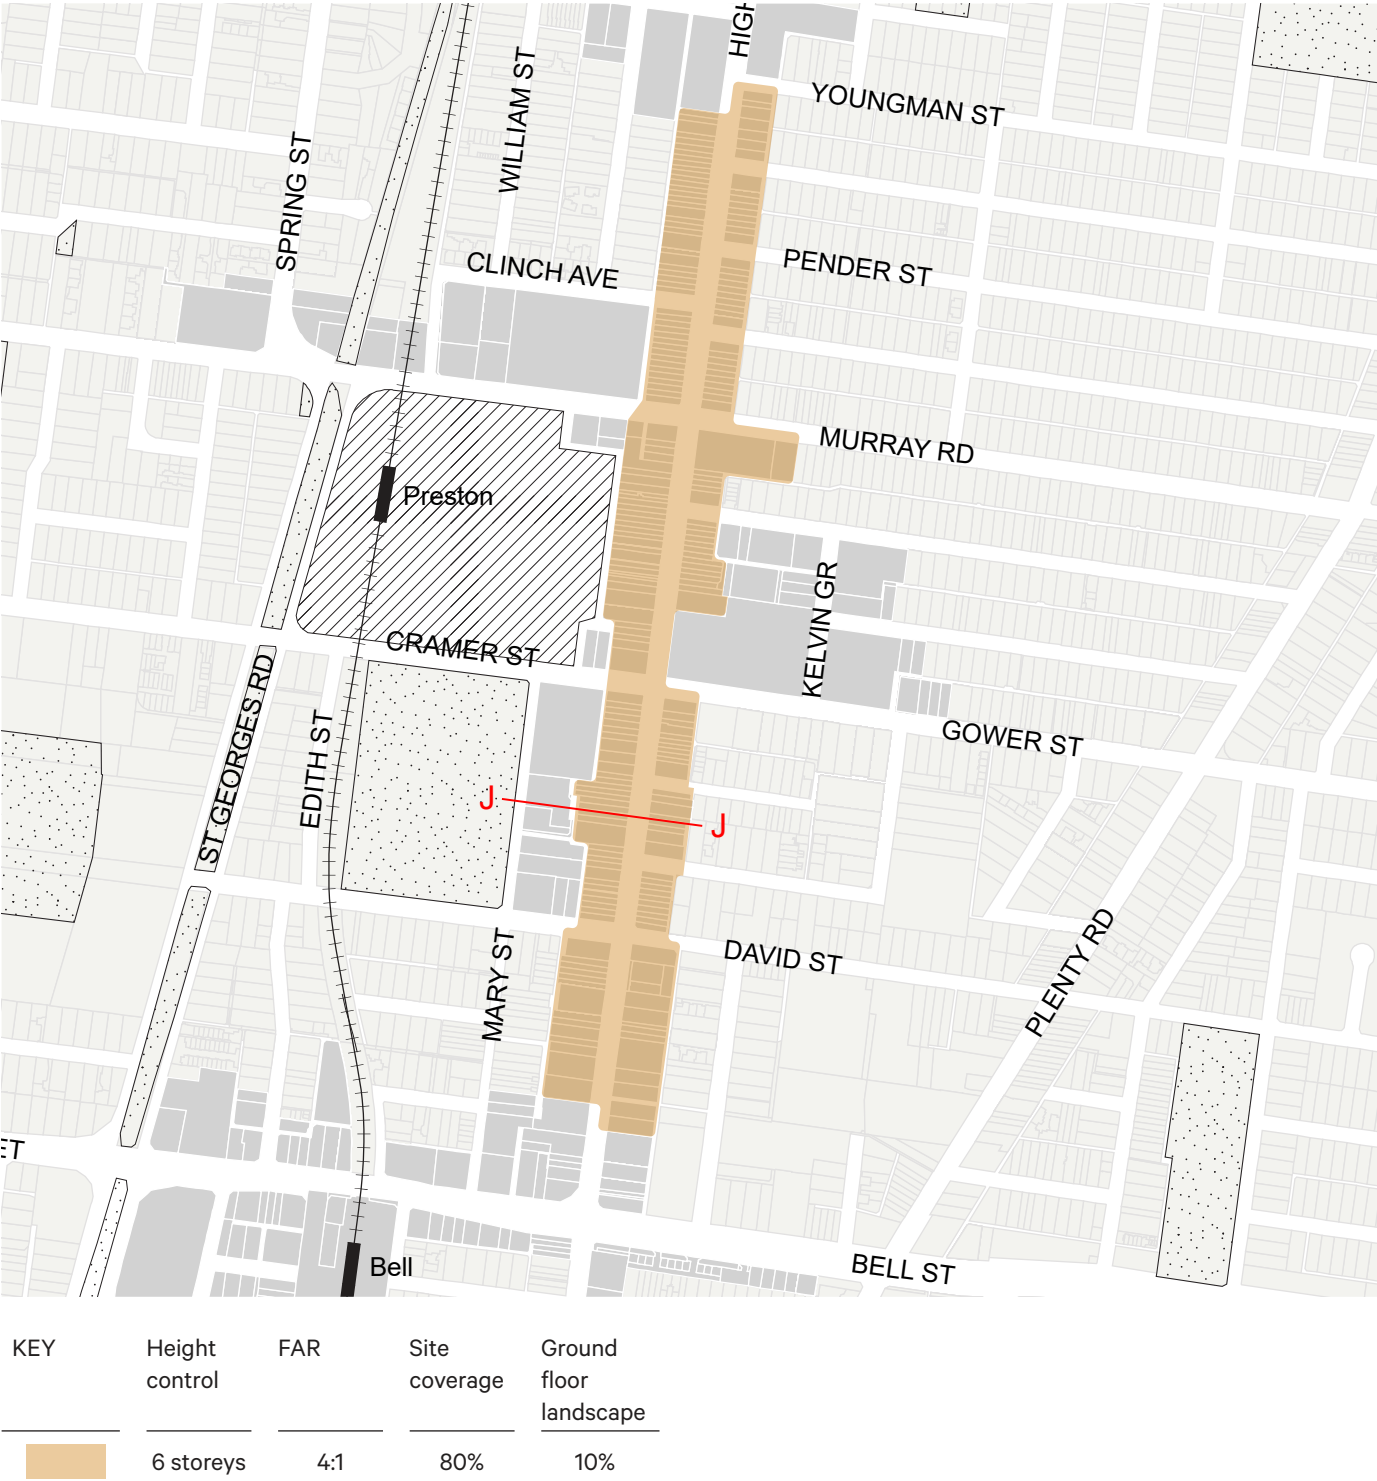 HIGH
YOUNGMAN ST
WILLIAM ST
SPRING ST
CLINCH AVE
PENDER ST
MURRAY RD
Preston
KELVIN GR
CRAMER ST
ST GEORGES RD
EDITH ST
GOWER ST
J
J
DAVID ST
MARY ST
PLENTY RD
ET
Bell
BELL ST
KEY
Height
control
FAR
Site
coverage
Ground
floor
landscape
6 storeys
4:1
80%
10%